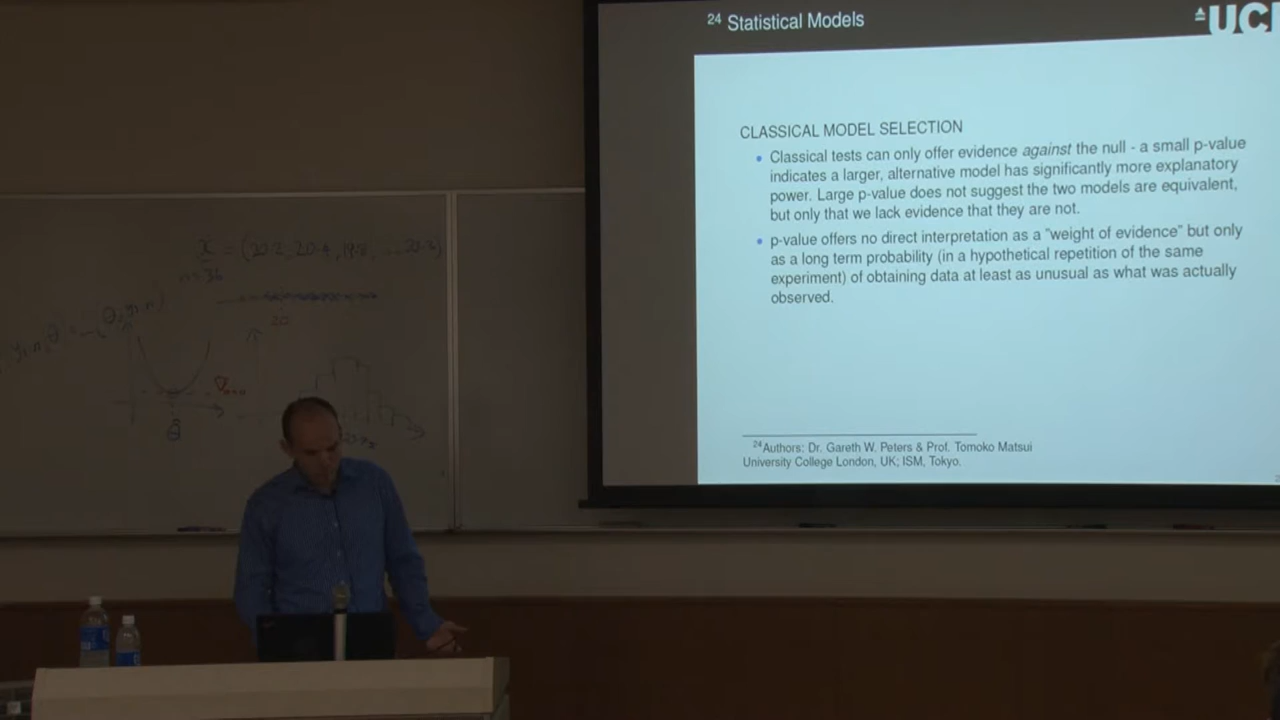 24 Statistical Models
UCL
CLASSICAL MODEL SELECTION
• Classical tests can only offer evidence against the null - a small p-value
indicates a larger, alternative model has significantly more explanatory
power. Large p-value does not suggest the two models are equivalent,
but only that we lack evidence that they are not.
• p-value offers no direct interpretation as a "weight of evidence" but only
as a long term probability (in a hypothetical repetition of the same
experiment) of obtaining data at least as unusual as what was actually
observed.
24Authors: Dr. Gareth W. Peters & Prof. Tomoko Matsui
University College London, UK; ISM, Tokyo.
n=36
20